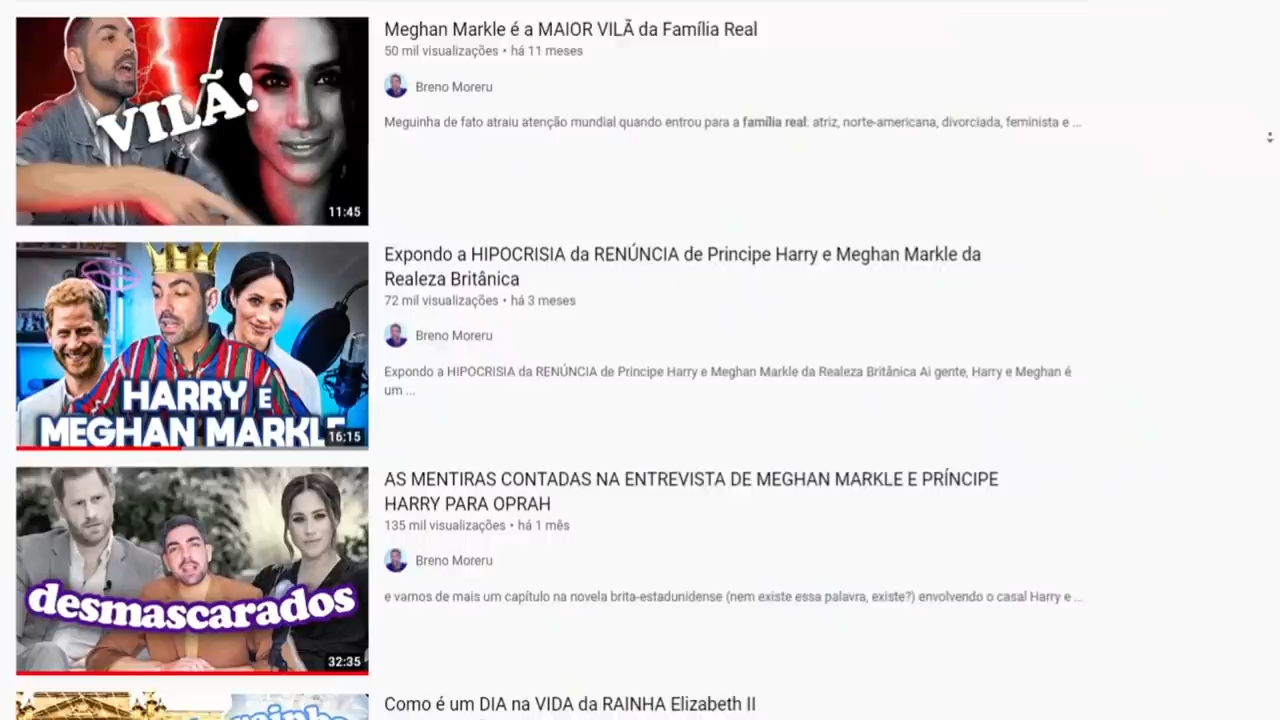 VILÃ!
11:45
Meghan Markle é a MAIOR VILÃ da Família Real
50 mil visualizações • há 11 meses
Breno Moreru
Meguinha de fato atraiu atenção mundial quando entrou para a família real: atriz, norte-americana, divorciada, feminista e ...
HARRY E
MEGHAN MARKLE
16:15
Expondo a HIPOCRISIA da RENÚNCIA de Principe Harry e Meghan Markle da
Realeza Britânica
72 mil visualizações • há 3 meses
Breno Moreru
Expondo a HIPOCRISIA da RENÚNCIA de Principe Harry e Meghan Markle da Realeza Britânica Ai gente, Harry e Meghan é
um ...
desmascarados
32:35
AS MENTIRAS CONTADAS NA ENTREVISTA DE MEGHAN MARKLE E PRÍNCIPE
HARRY PARA OPRAH
135 mil visualizações • há 1 mês
Breno Moreru
e vamos de mais um capítulo na novela brita-estadunidense (nem existe essa palavra, existe?) envolvendo o casal Harry e ...
rainha
Como é um DIA na VIDA da RAINHA Elizabeth II